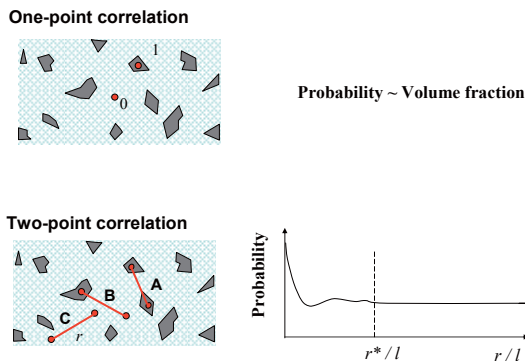 One-point correlation
1
0
Probability ~ Volume fraction
Two-point correlation
A
B
C
r
Probability
r*/l
r/l